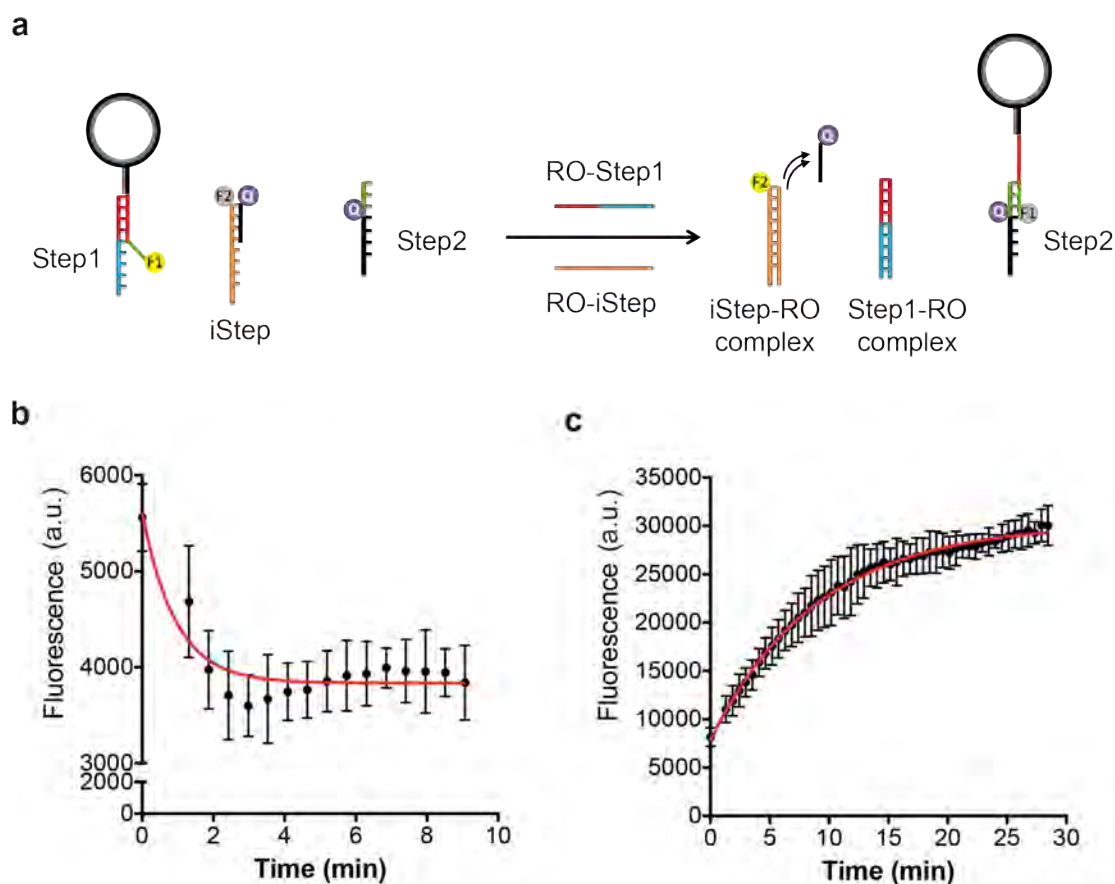 a
RO-Step1
RO-iStep
Step1
F1
F2
Q
iStep
Q
Step2
F2
Q
iStep-RO
complex
Step1-RO
complex
Q
F1
Step2
b
Fluorescence (a.u.)
6000
5000
4000
3000
2000
0
0 2 4 6 8 10
Time (min)
c
Fluorescence (a.u.)
35000
30000
25000
20000
15000
10000
5000
0
0 5 10 15 20 25 30
Time (min)